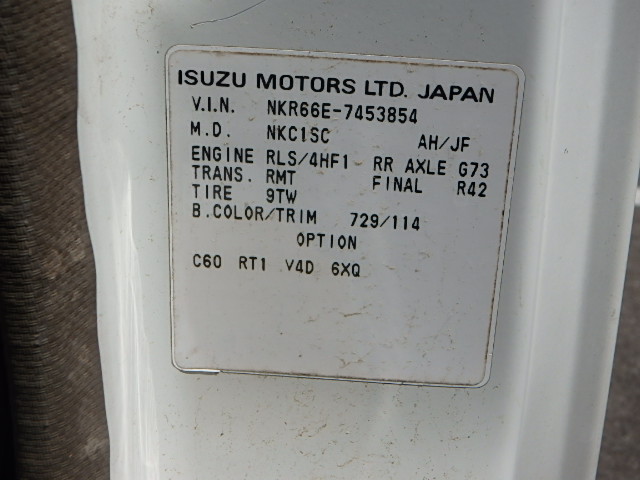 ISUZU MOTORS LTD. JAPAN
V.I.N. NKR66E-7453854
M.D. NKC1SC AH/JF
ENGINE RLS/4HF1 RR AXLE G73
TRANS. RMT FINAL R42
TIRE 9TW
B.COLOR/TRIM 729/114
OPTION
C60 RT1 V4D 6XQ